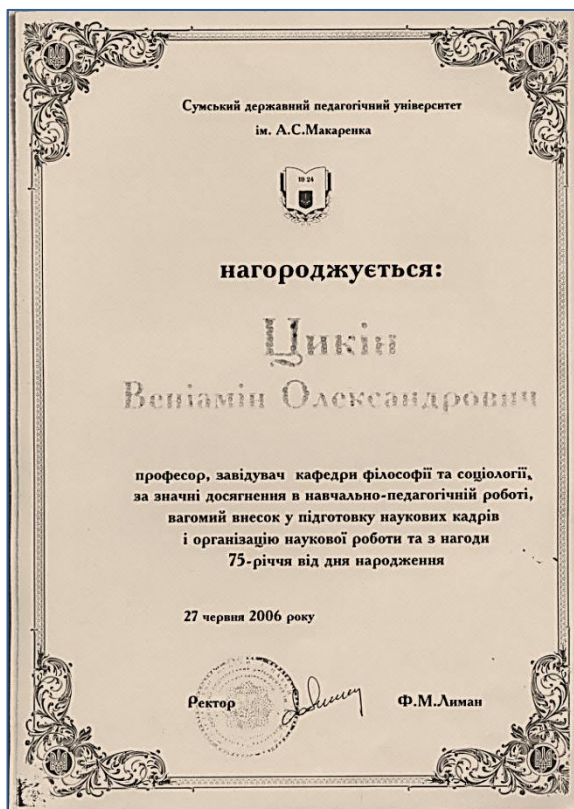 Сумський державний педагогічний університет
ім. А.С.Макаренка
19 24
нагороджується:
Цикін
Веніамін Олександрович
професор, завідувач кафедри філософії та соціології,
за значні досягнення в навчально-педагогічній роботі,
вагомий внесок у підготовку наукових кадрів
і організацію наукової роботи та з нагоди
75-річчя від дня народження
27 червня 2006 року
Ректор Ф.М.Лиман